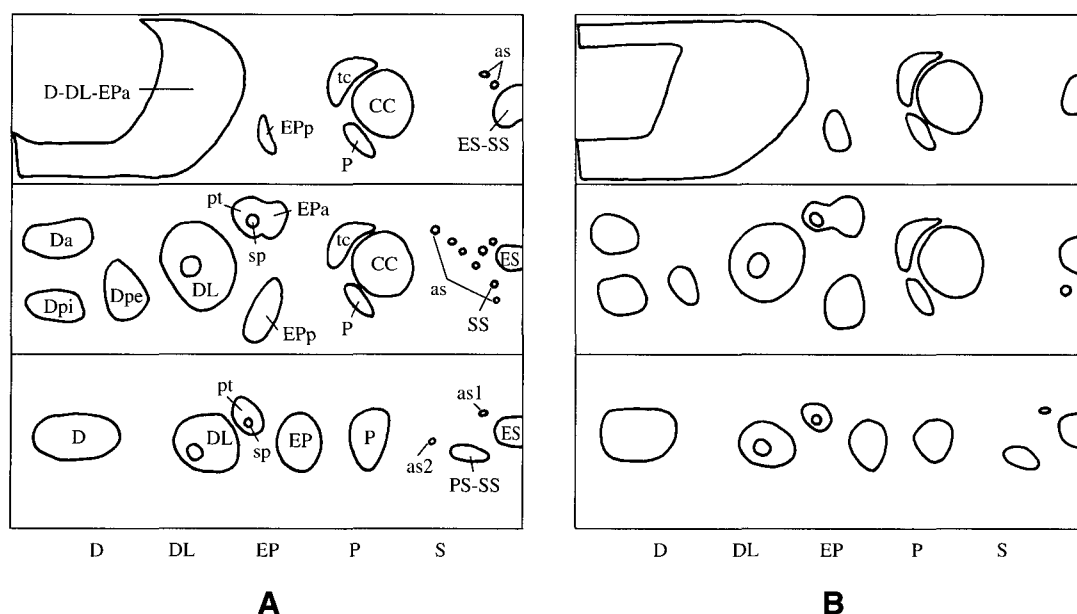 as
tc
D-DL-EPa
CC
EPp
ES-SS
P
pt
EPa
Da
tc
sp
ES
DL
CC
Dpi
Dpe
as
SS
EPp
P
pt
as1
D
DL
EP
P
ES
sp
as2
PS-SS
D DL EP P S
D DL EP P S
A B